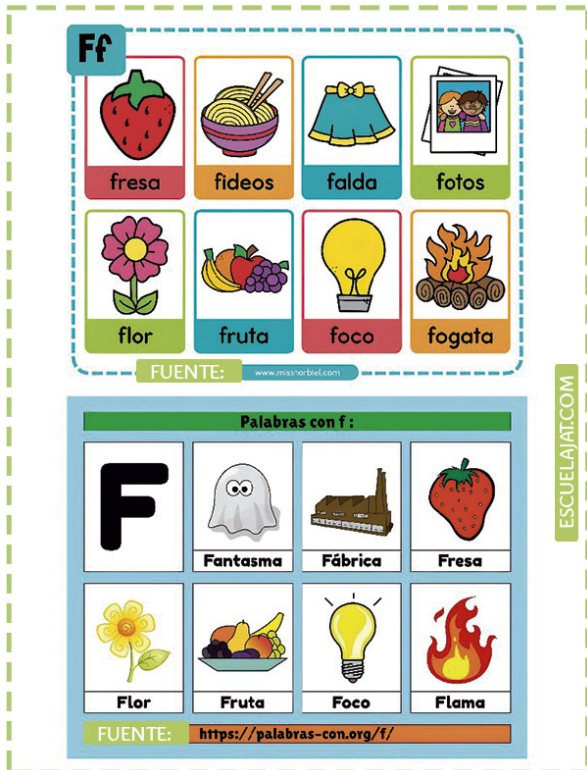 Ff
fresa fideos falda fotos
flor fruta foco fogata
FUENTE: www.missnorbiel.com
ESCUELAJAT.COM
Palabras con f :
F
Fantasma Fábrica Fresa
Flor Fruta Foco Flama
FUENTE: https://palabras-con.org/f/